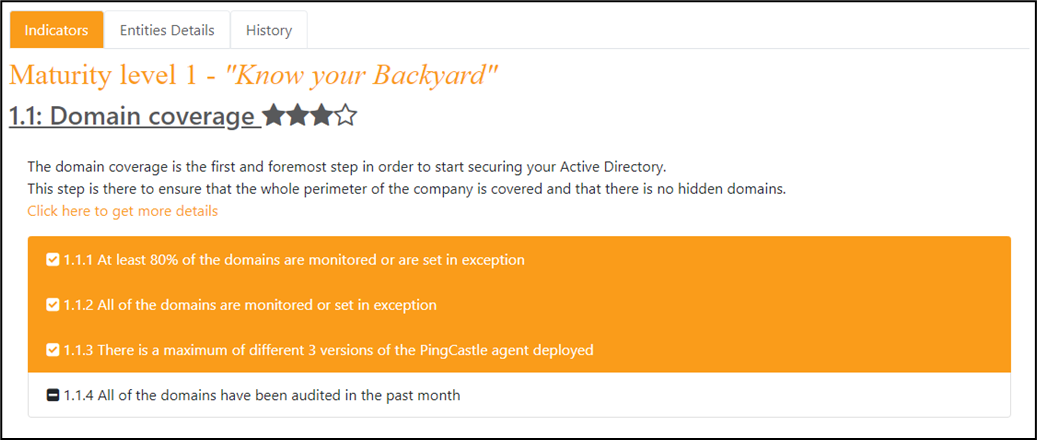 Indicators Entities Details History
Maturity level 1 - "Know your Backyard"
1.1: Domain coverage
The domain coverage is the first and foremost step in order to start securing your Active Directory.
This step is there to ensure that the whole perimeter of the company is covered and that there is no hidden domains.
Click here to get more details
1.1.1 At least 80% of the domains are monitored or are set in exception
1.1.2 All of the domains are monitored or set in exception
1.1.3 There is a maximum of different 3 versions of the PingCastle agent deployed
1.1.4 All of the domains have been audited in the past month